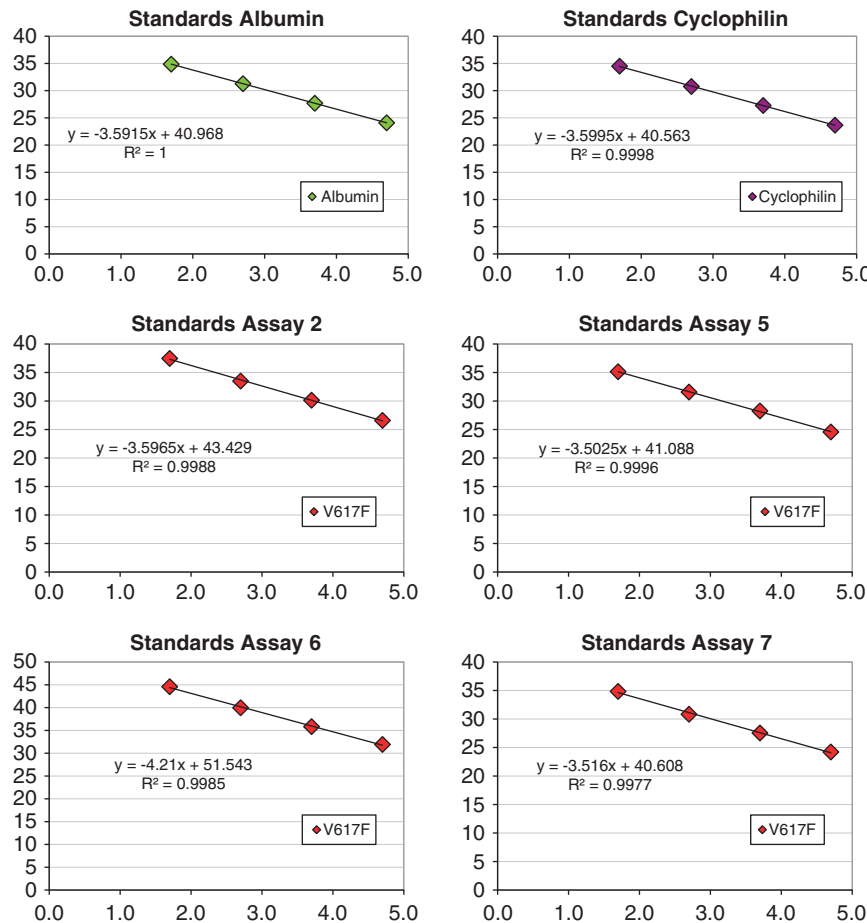 Standards Albumin
40
35
30
25
20
15
10
5
0
y = -3.5915x + 40.968
R² = 1
Albumin
0.0 1.0 2.0 3.0 4.0 5.0
Standards Cyclophilin
40
35
30
25
20
15
10
5
0
y = -3.5995x + 40.563
R² = 0.9998
Cyclophilin
0.0 1.0 2.0 3.0 4.0 5.0
Standards Assay 2
40
35
30
25
20
15
10
5
0
y = -3.5965x + 43.429
R² = 0.9988
V617F
0.0 1.0 2.0 3.0 4.0 5.0
Standards Assay 5
40
35
30
25
20
15
10
5
0
y = -3.5025x + 41.088
R² = 0.9996
V617F
0.0 1.0 2.0 3.0 4.0 5.0
Standards Assay 6
50
45
40
35
30
25
20
15
10
5
0
y = -4.21x + 51.543
R² = 0.9985
V617F
0.0 1.0 2.0 3.0 4.0 5.0
Standards Assay 7
40
35
30
25
20
15
10
5
0
y = -3.516x + 40.608
R² = 0.9977
V617F
0.0 1.0 2.0 3.0 4.0 5.0